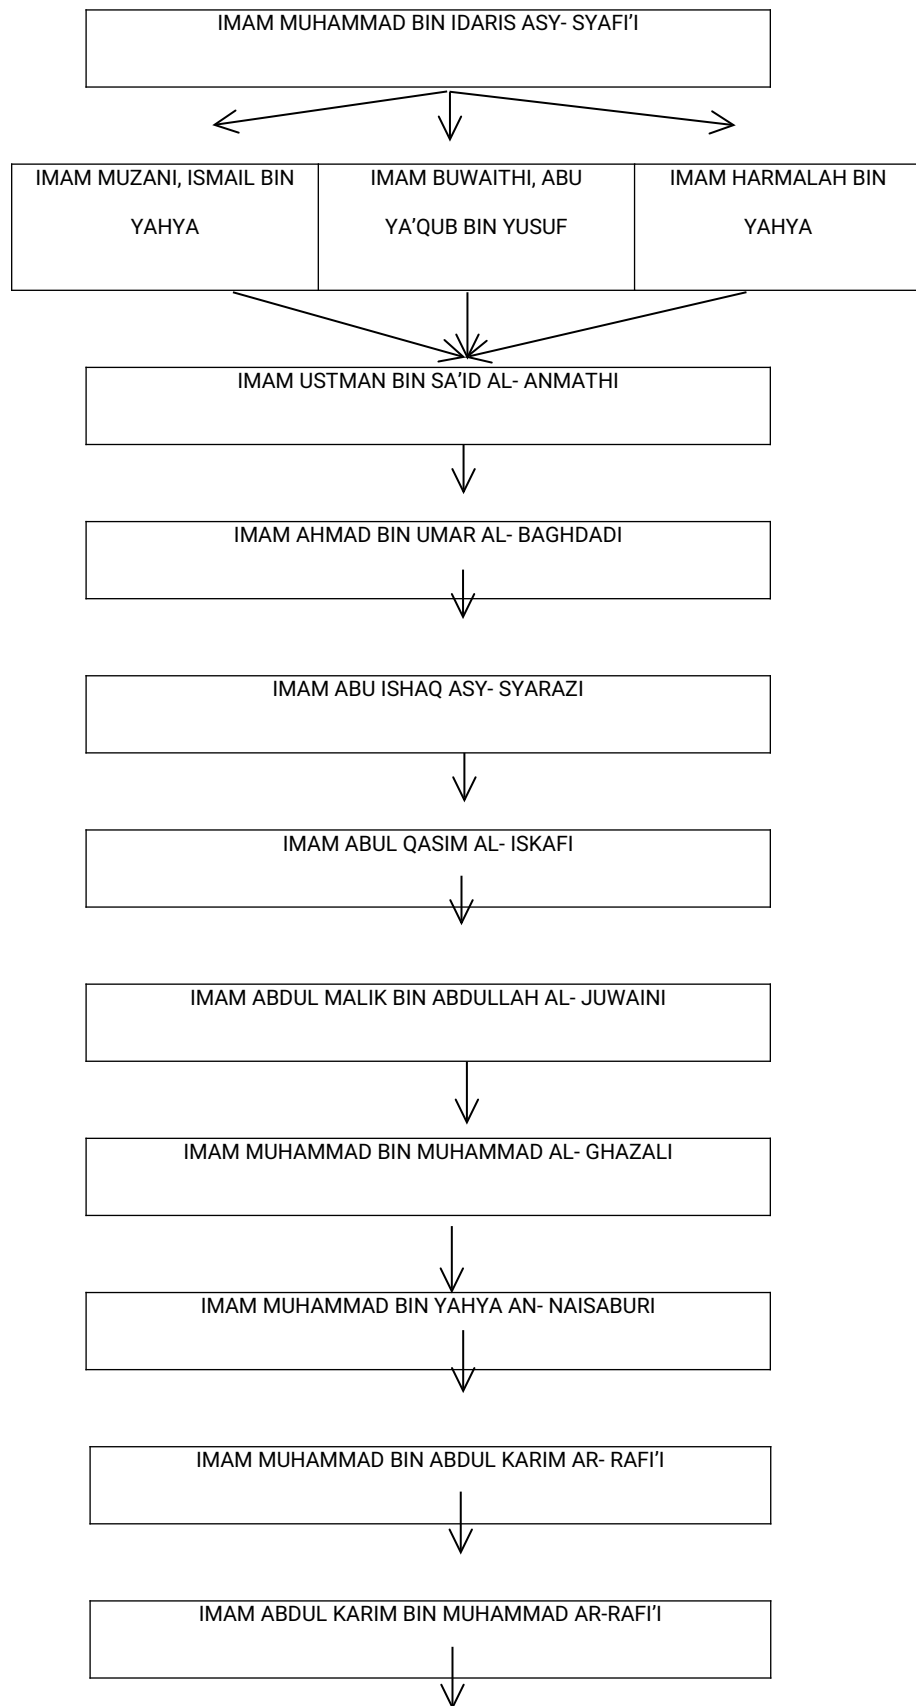 IMAM MUHAMMAD BIN IDARIS ASY- SYAFI'I
IMAM MUZANI, ISMAIL BIN
YAHYA
IMAM BUWAITHI, ABU
YA'QUB BIN YUSUF
IMAM HARMALAH BIN
YAHYA
IMAM USTMAN BIN SA'ID AL- ANMATHI
IMAM AHMAD BIN UMAR AL- BAGHDADI
IMAM ABU ISHAQ ASY- SYARAZI
IMAM ABUL QASIM AL- ISKAFI
IMAM ABDUL MALIK BIN ABDULLAH AL- JUWAINI
IMAM MUHAMMAD BIN MUHAMMAD AL- GHAZALI
IMAM MUHAMMAD BIN YAHYA AN- NAISABURI
IMAM MUHAMMAD BIN ABDUL KARIM AR- RAFI'I
IMAM ABDUL KARIM BIN MUHAMMAD AR-RAFI'I